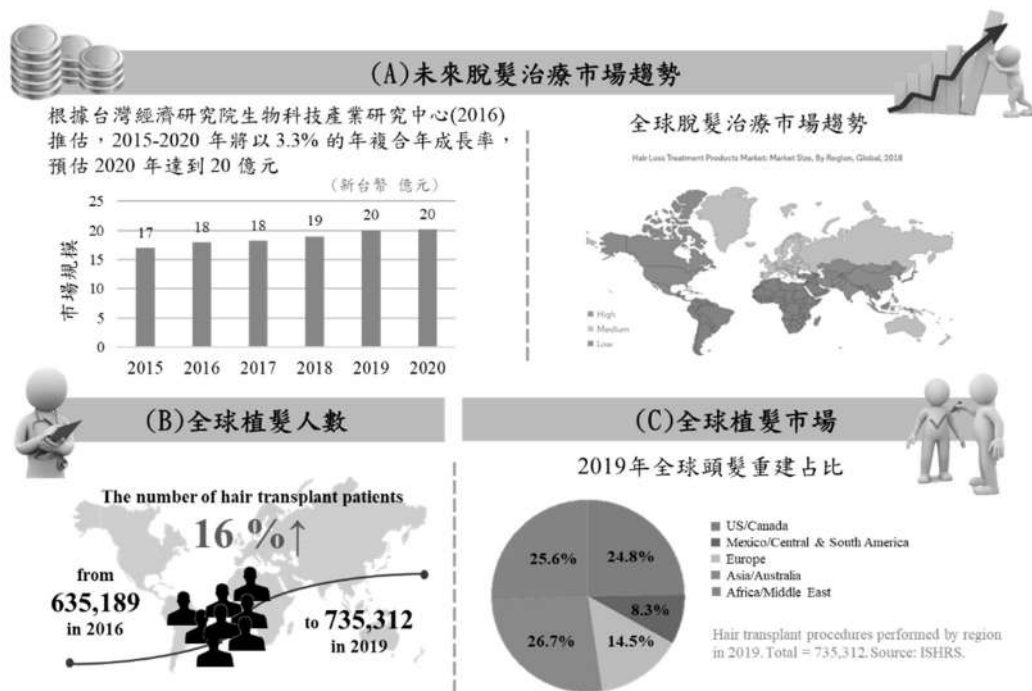 (A)未來脫髮治療市場趨勢
根據台灣經濟研究院生物科技產業研究中心(2016)
推估，2015-2020 年將以 3.3% 的年複合年成長率，
預估 2020 年達到 20 億元
(新台幣 億元)
市場規模
25
20
15
10
5
0
17
18
18
19
20
20
2015
2016
2017
2018
2019
2020
全球脫髮治療市場趨勢
Hair Loss Treatment Products Market: Market Size, By Region, Global, 2018
High
Medium
Low
(B)全球植髮人數
The number of hair transplant patients
16 %↑
from
635,189
in 2016
to 735,312
in 2019
(C)全球植髮市場
2019年全球頭髮重建占比
25.6%
24.8%
8.3%
14.5%
26.7%
US/Canada
Mexico/Central & South America
Europe
Asia/Australia
Africa/Middle East
Hair transplant procedures performed by region
in 2019. Total = 735,312. Source: ISHRS.